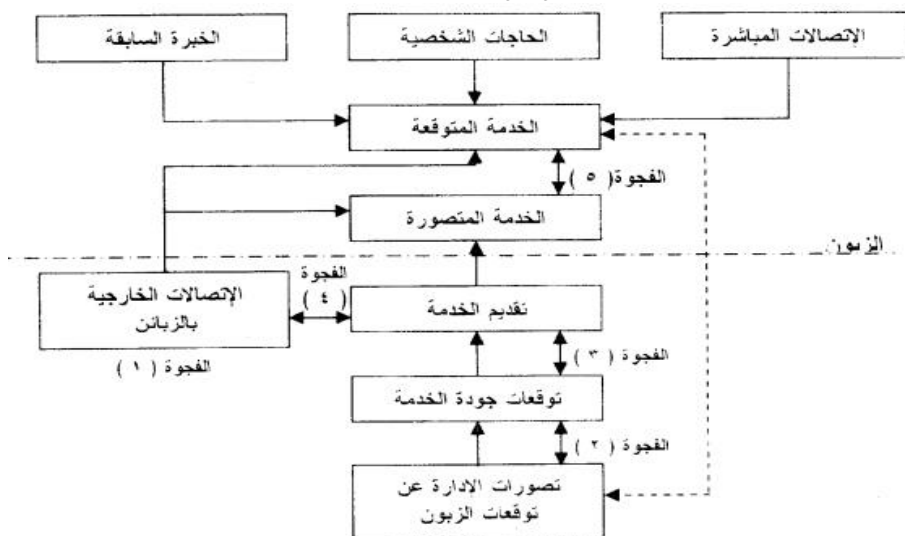 الإتصالات المباشرة
الحاجات الشخصية
الخبرة السابقة
الخدمة المتوقعة
الفجوة( ٥ )
الخدمة المتصورة
الزبون
الفجوة
( ٤ )
الإتصالات الخارجية
بالزبائن
تقديم الخدمة
الفجوة ( ٣ )
الفجوة ( ١ )
توقعات جودة الخدمة
الفجوة ( ٢ )
تصورات الإدارة عن
توقعات الزبون